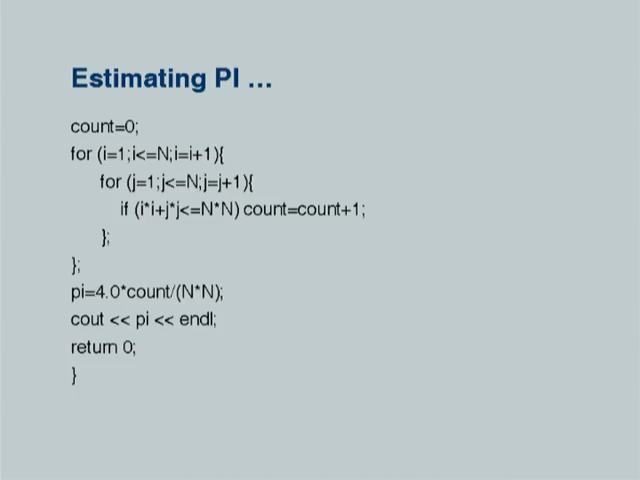 Estimating PI ...
count=0;
for (i=1;i<=N;i=i+1){
for (j=1;j<=N;j=j+1){
if (i*i+j*j<=N*N) count=count+1;
};
};
pi=4.0*count/(N*N);
cout << pi << endl;
return 0;
}